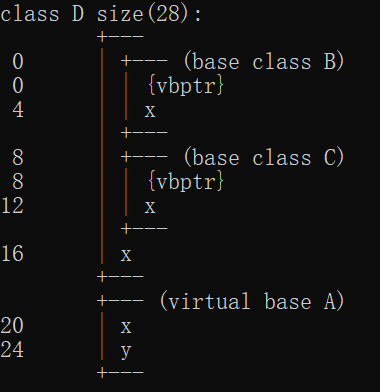 class D size(28):
        +---
 0      | +--- (base class B)
 0      | | {vbptr}
 4      | | x
        | +---
 8      | +--- (base class C)
 8      | | {vbptr}
12      | | x
        | +---
16      | x
        +---
        +--- (virtual base A)
20      | x
24      | y
        +---